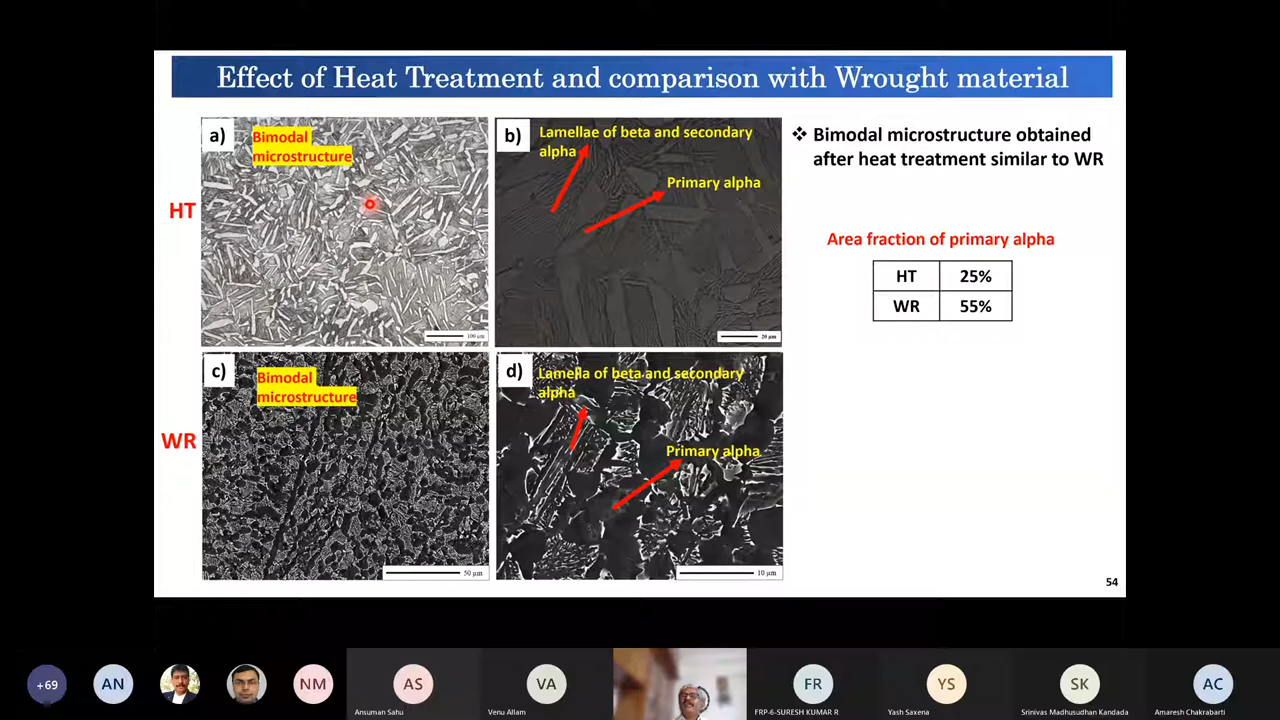 Effect of Heat Treatment and comparison with Wrought material
a)
Bimodal
microstructure
HT
100 μm
b)
Lamellae of beta and secondary
alpha
Primary alpha
20 μm
❖ Bimodal microstructure obtained
after heat treatment similar to WR
Area fraction of primary alpha
HT 25%
WR 55%
c)
Bimodal
microstructure
WR
50 μm
d)
Lamella of beta and secondary
alpha
Primary alpha
10 μm
54
+69
AN
NM
AS
Ansuman Sahu
VA
Venu Allam
FR
FRP-6-SURESH KUMAR R
YS
Yash Saxena
SK
Srinivas Madhusudhan Kandada
AC
Amaresh Chakrabarti